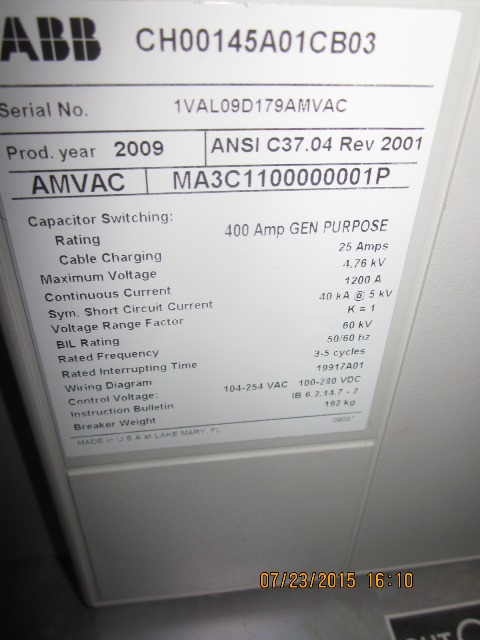 ABB CH00145A01CB03
Serial No. 1VAL09D179AMVAC
Prod. year 2009 ANSI C37.04 Rev 2001
AMVAC MA3C1100000001P
Capacitor Switching:
Rating 400 Amp GEN PURPOSE
Cable Charging 25 Amps
Maximum Voltage 4.76 kV
Continuous Current 1200 A
Sym. Short Circuit Current 40 kA @ 5 kV
Voltage Range Factor K = 1
BIL Rating 60 kV
Rated Frequency 50/60 hz
Rated Interrupting Time 3-5 cycles
Wiring Diagram 19917A01
Control Voltage: 104-254 VAC 100-280 VDC
Instruction Bulletin IB 6.2.14.7 - 2
Breaker Weight 192 kg
MADE in U.S.A at LAKE MARY, FL
07/23/2015 16:10